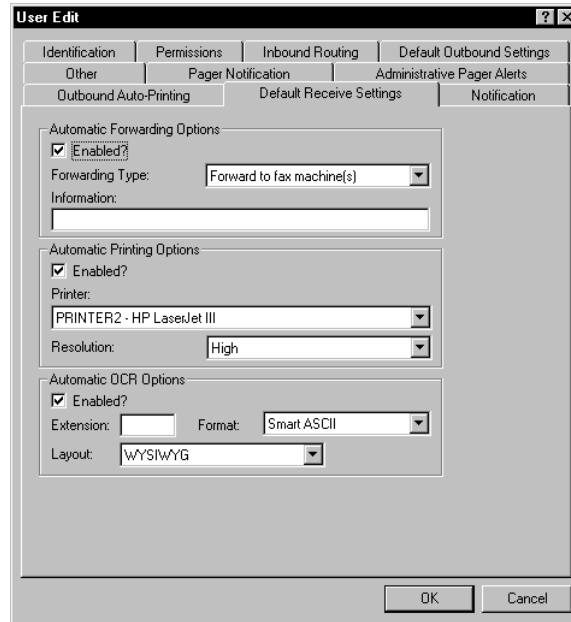 User Edit
Identification Permissions Inbound Routing Default Outbound Settings
Other Pager Notification Administrative Pager Alerts
Outbound Auto-Printing Default Receive Settings Notification
Automatic Forwarding Options
Enabled?
Forwarding Type: Forward to fax machine(s)
Information:
Automatic Printing Options
Enabled?
Printer:
PRINTER2 - HP LaserJet III
Resolution: High
Automatic OCR Options
Enabled?
Extension: Format: Smart ASCII
Layout: WYSIWYG
OK Cancel